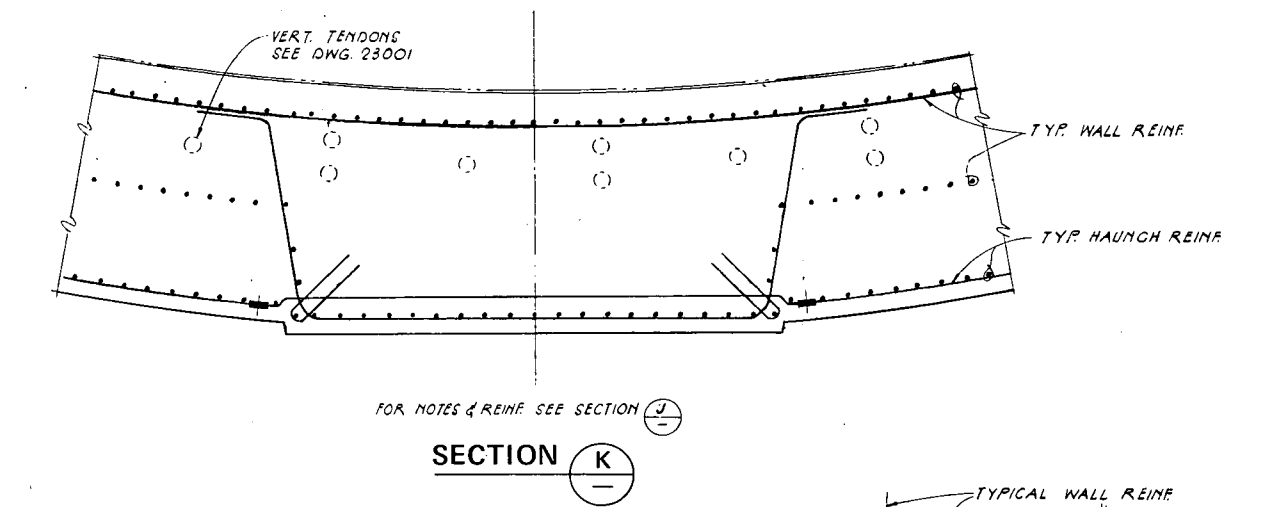 VERT. TENDONS
SEE DWG. 23001
TYP. WALL REINF.
TYP. HAUNCH REINF.
FOR NOTES & REINF. SEE SECTION J
–
SECTION K
—
TYPICAL WALL REINF.